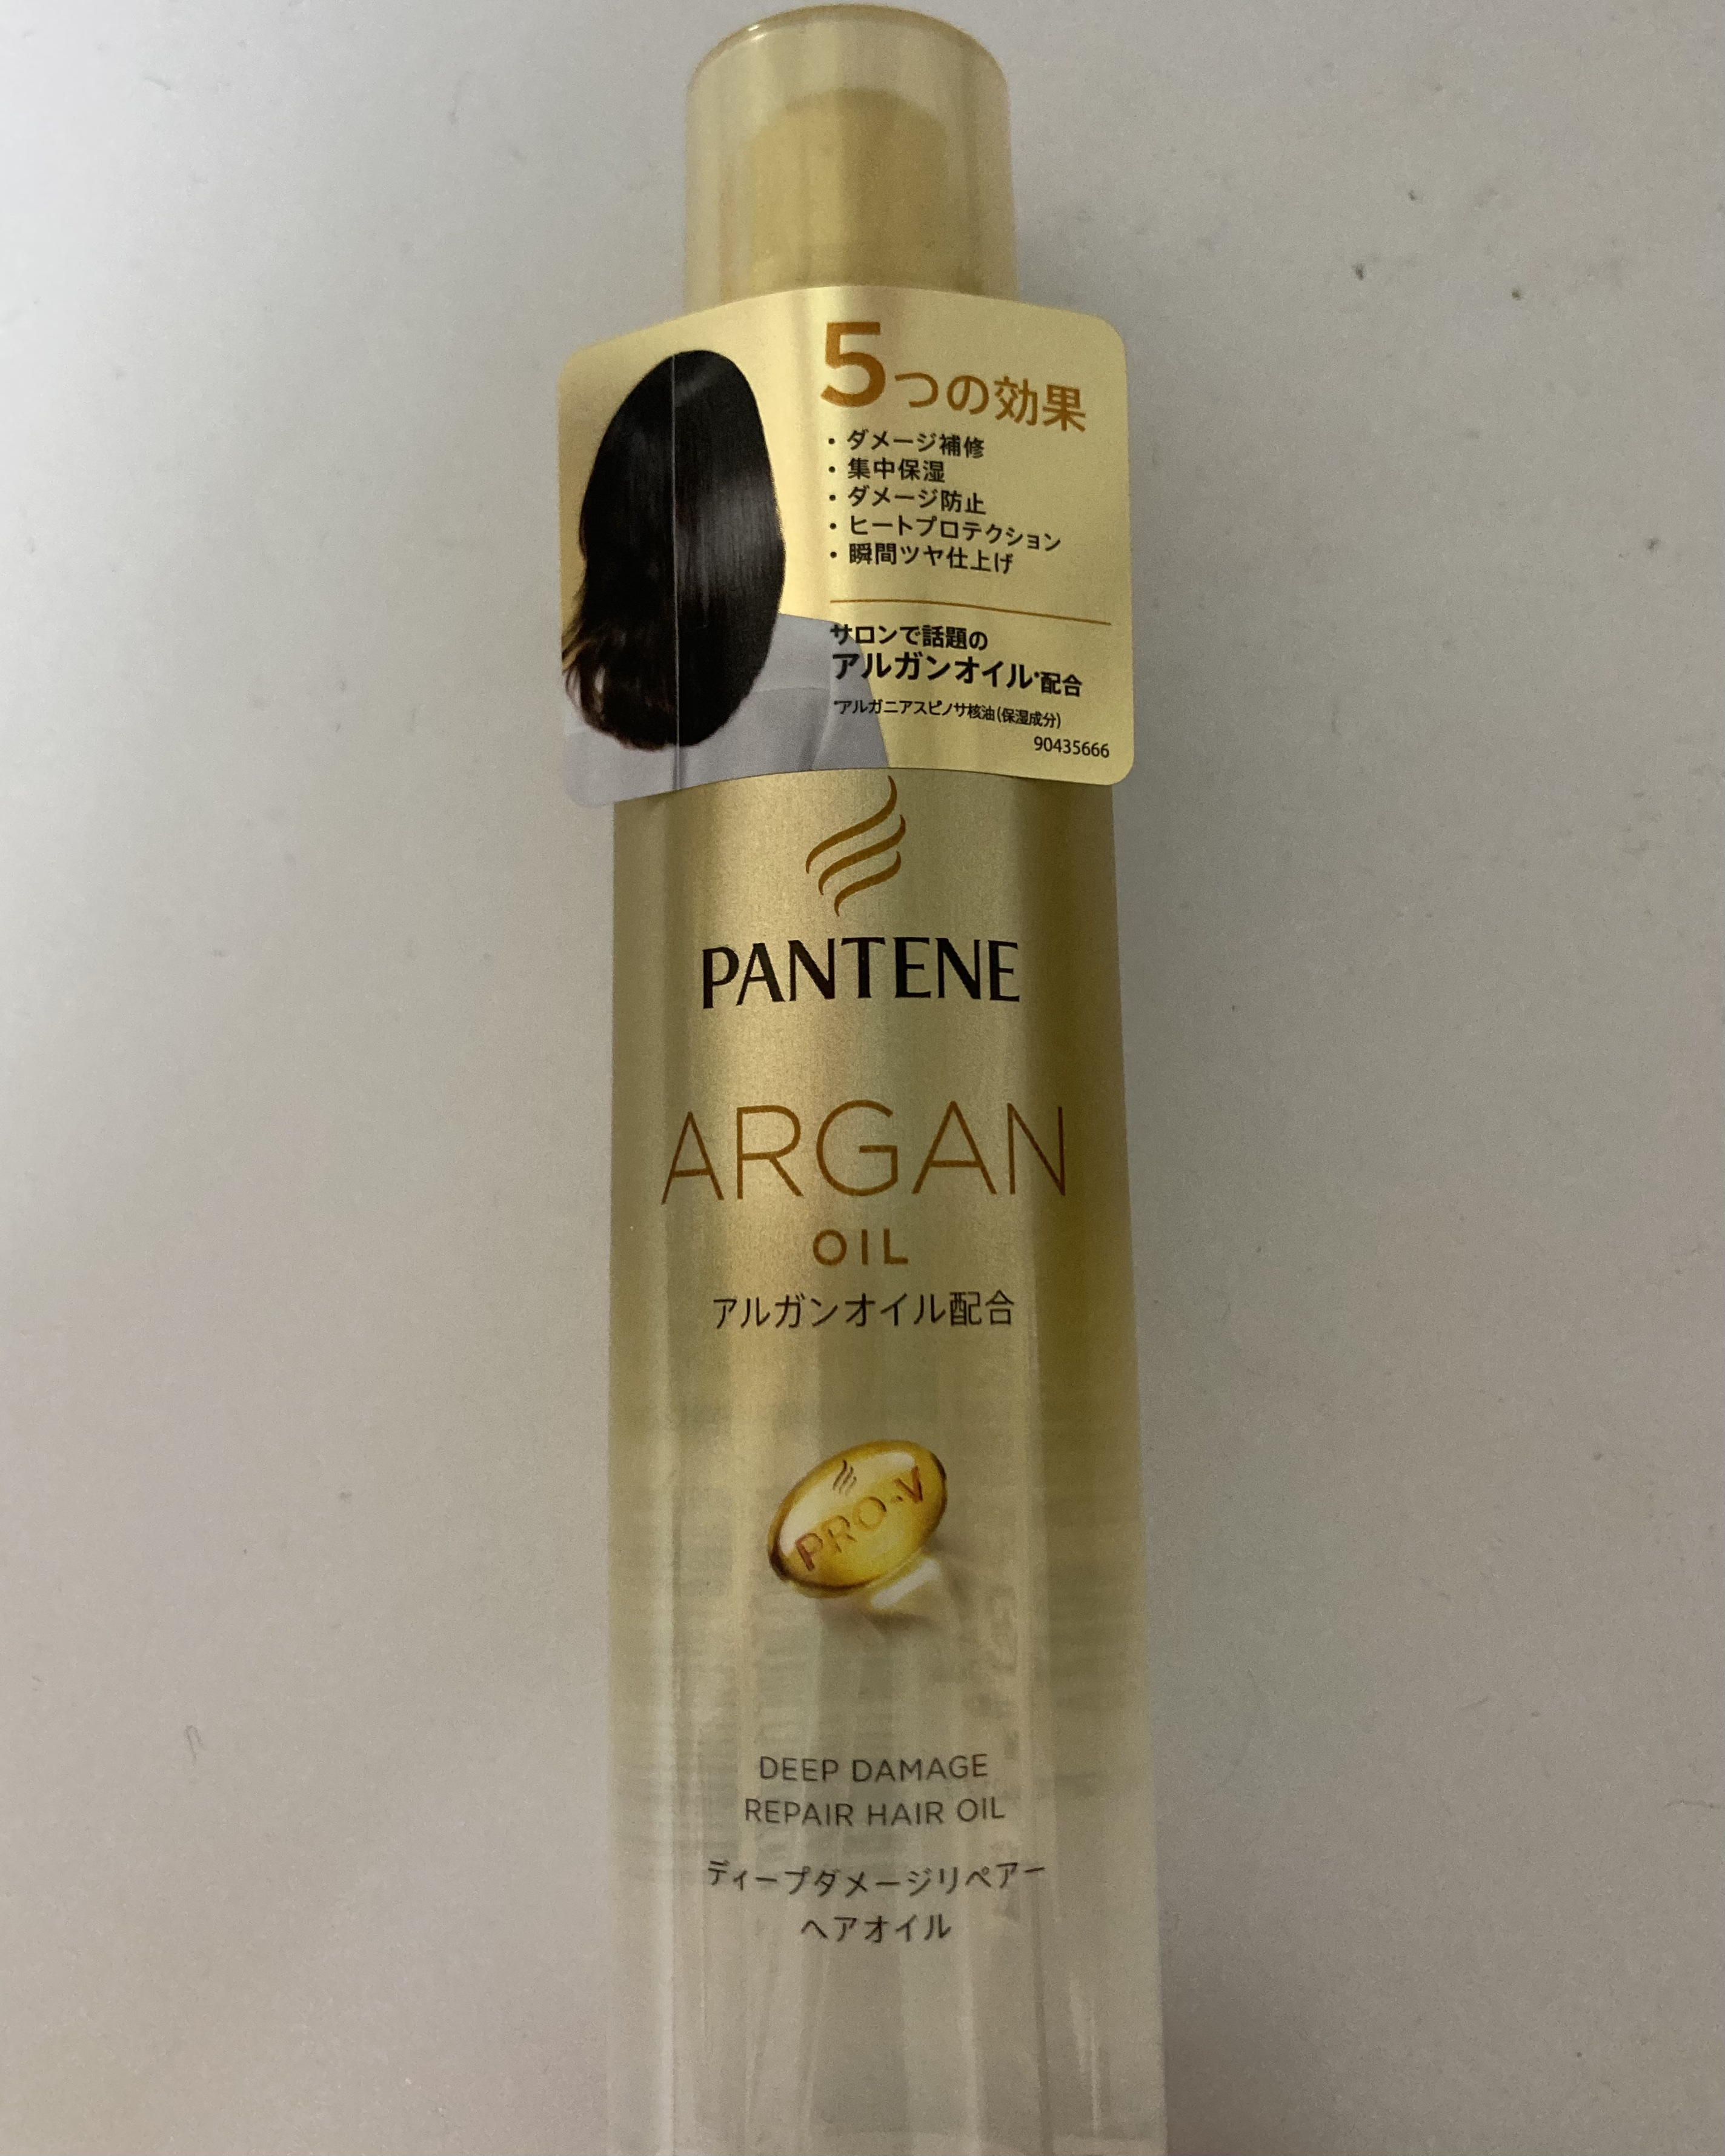 5つの効果
・ダメージ補修
・集中保湿
・ダメージ防止
・ヒートプロテクション
・瞬間ツヤ仕上げ
サロンで話題の
アルガンオイル*配合
*アルガニアスピノサ核油(保湿成分)
90435666
PANTENE
ARGAN
OIL
アルガンオイル配合
PRO-V
DEEP DAMAGE
REPAIR HAIR OIL
ディープダメージリペアー
ヘアオイル